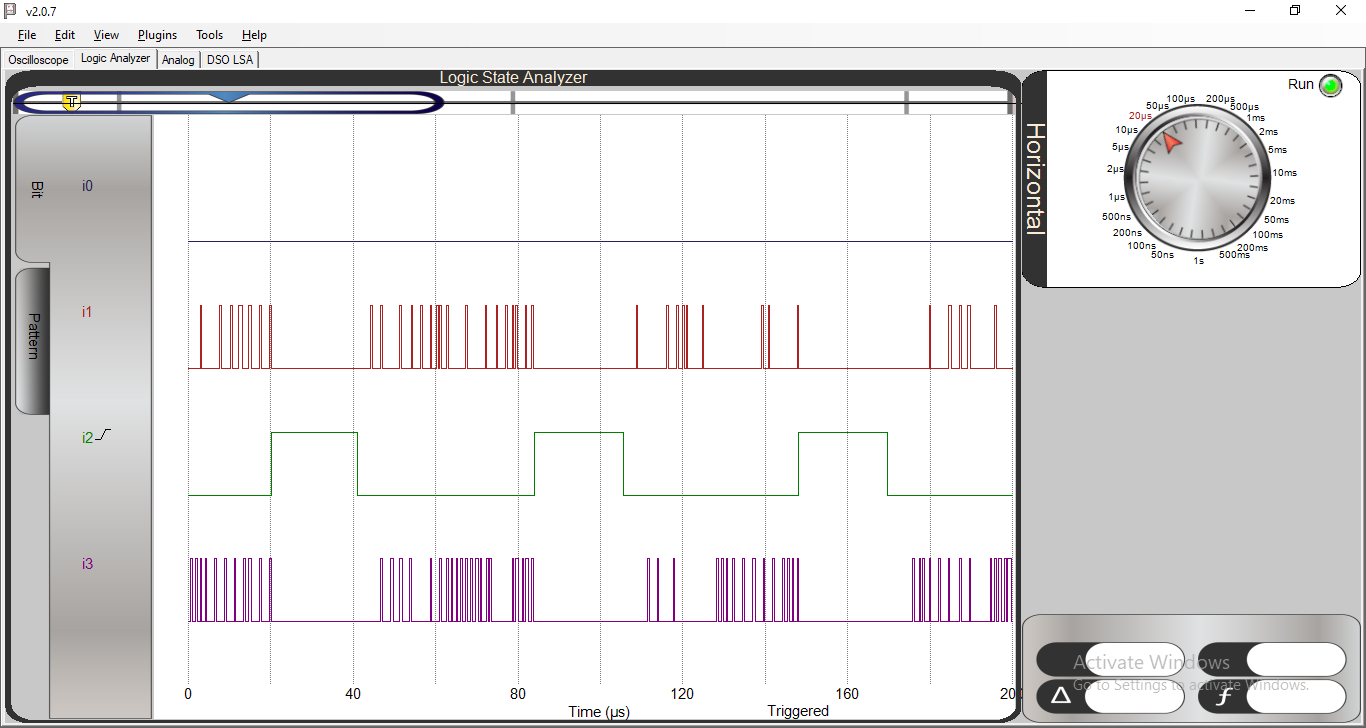 v2.0.7
File Edit View Plugins Tools Help
Oscilloscope Logic Analyzer Analog DSO LSA
Logic State Analyzer
T
Bit
Pattern
i0
i1
i2
i3
0 40 80 120 160 20
Time (µs) Triggered
Horizontal
Run
50ns
100ns
200ns
500ns
1µs
2µs
5µs
10µs
20µs
50µs
100µs
200µs
500µs
1ms
2ms
5ms
10ms
20ms
50ms
100ms
200ms
500ms
1s
Activate Windows
Go to Settings to activate Windows.
Δ
f